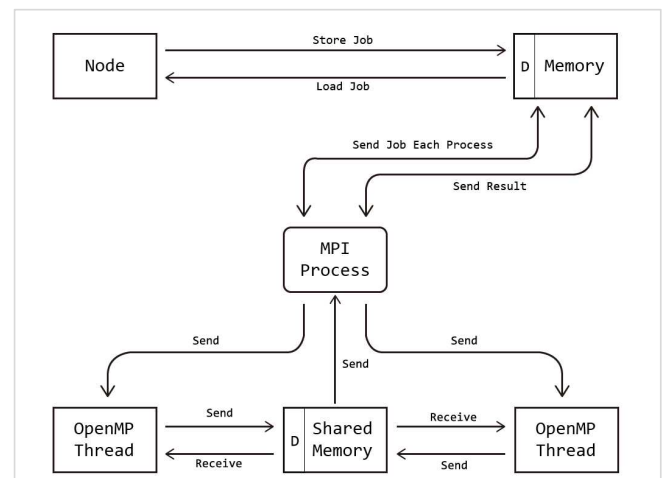 Store Job
Node
D
Memory
Load Job
Send Job Each Process
Send Result
MPI
Process
Send
Send
Send
OpenMP
Thread
Send
Receive
D
Shared
Memory
Receive
Send
OpenMP
Thread